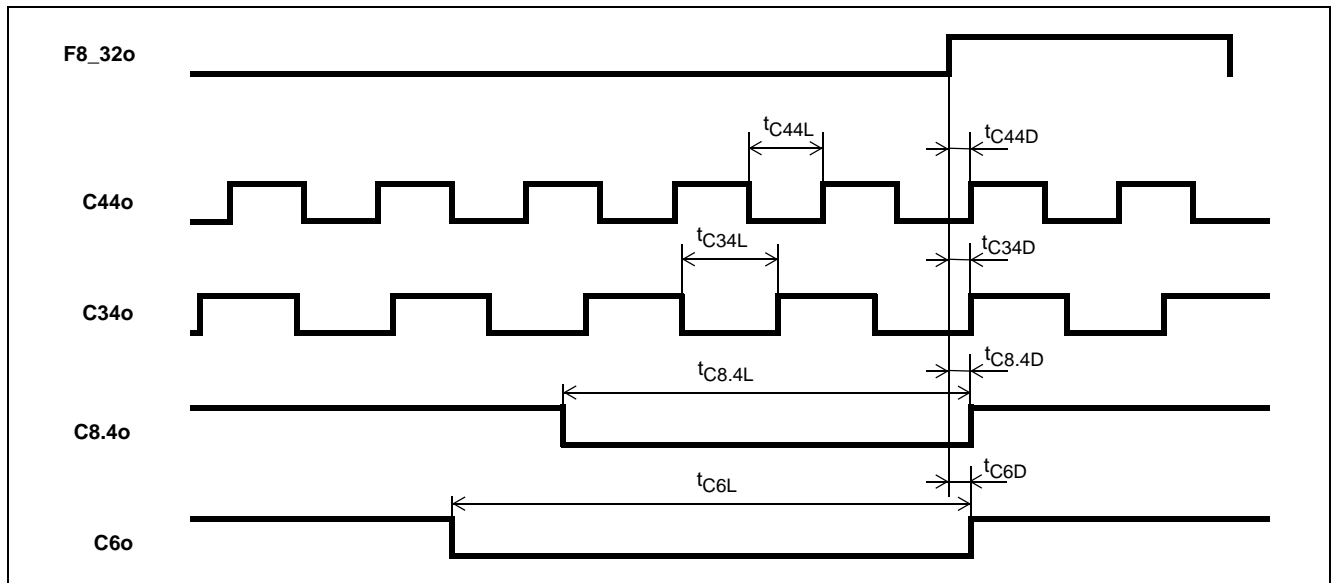 F8_32o
tC44L
tC44D
C44o
tC34L
tC34D
C34o
tC8.4L
tC8.4D
C8.4o
tC6L
tC6D
C6o